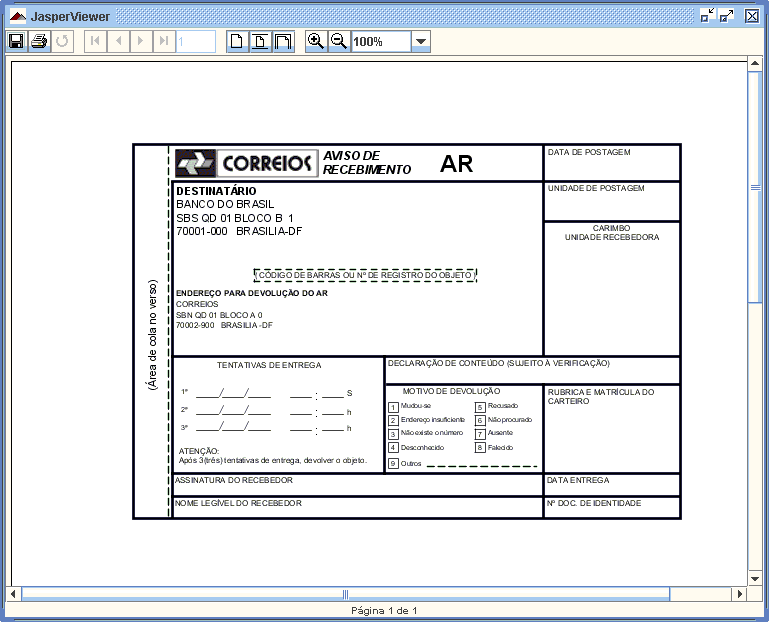 JasperViewer
1
100%
CORREIOS
AVISO DE
RECEBIMENTO
AR
DATA DE POSTAGEM
DESTINATÁRIO
BANCO DO BRASIL
SBS QD 01 BLOCO B 1
70001-000 BRASILIA-DF
UNIDADE DE POSTAGEM
CARIMBO
UNIDADE RECEBEDORA
( CÓDIGO DE BARRAS OU Nº DE REGISTRO DO OBJETO )
ENDEREÇO PARA DEVOLUÇÃO DO AR
CORREIOS
SBN QD 01 BLOCO A 0
70002-900 BRASILIA -DF
(Área de cola no verso)
TENTATIVAS DE ENTREGA
1ª ____/____/____ ____ : ____ S
2ª ____/____/____ ____ : ____ h
3ª ____/____/____ ____ : ____ h
ATENÇÃO:
Após 3(três) tentativas de entrega, devolver o objeto.
DECLARAÇÃO DE CONTEÚDO (SUJEITO À VERIFICAÇÃO)
MOTIVO DE DEVOLUÇÃO
1 Mudou-se 5 Recusado
2 Endereço insuficiente 6 Não procurado
3 Não existe o número 7 Ausente
4 Desconhecido 8 Falecido
9 Outros
RUBRICA E MATRÍCULA DO
CARTEIRO
ASSINATURA DO RECEBEDOR
DATA ENTREGA
NOME LEGÍVEL DO RECEBEDOR
Nº DOC. DE IDENTIDADE
Página 1 de 1